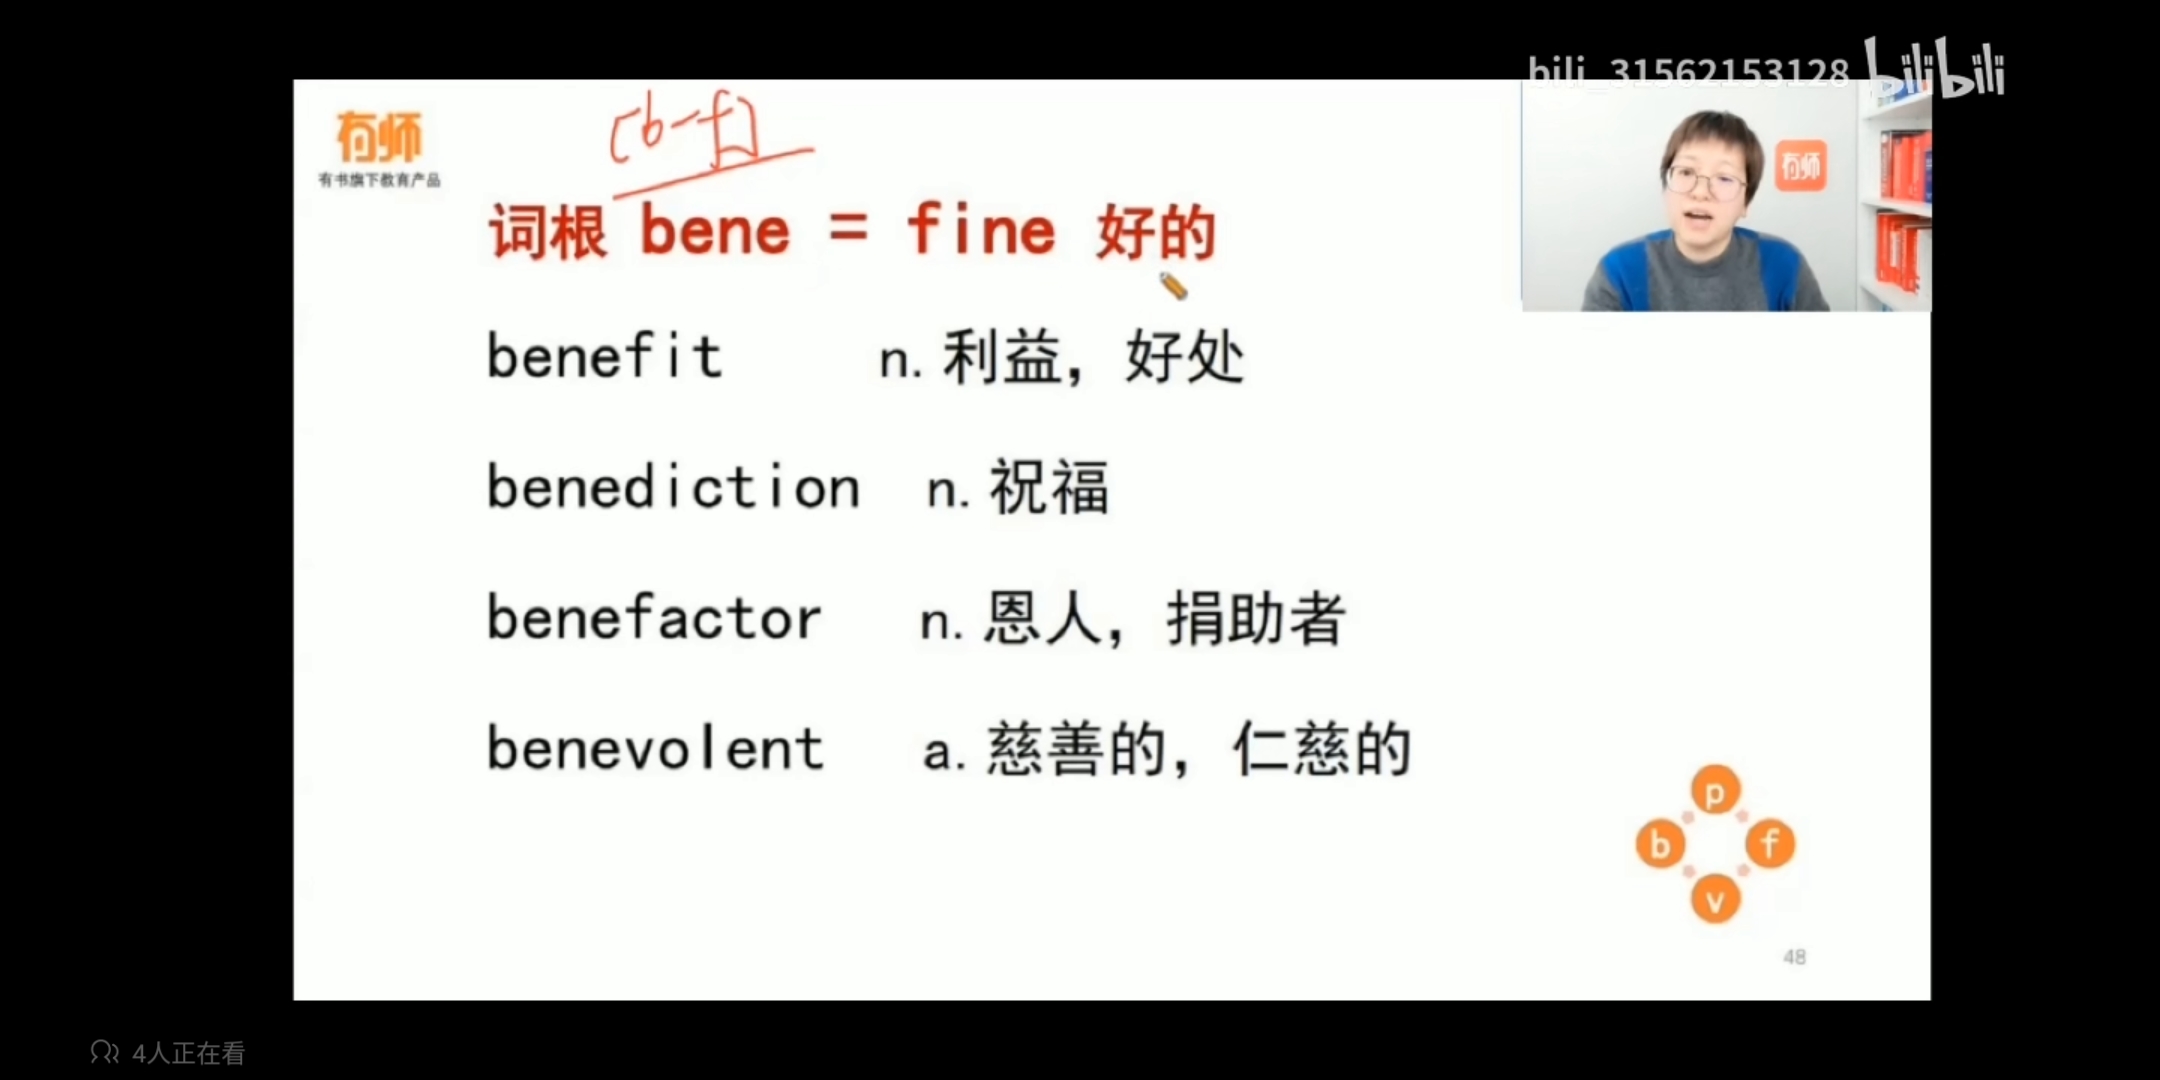 bili_31562153128 bilibili
有师
有书旗下教育产品
[b-f]
有师
词根 bene = fine 好的
benefit n. 利益，好处
benediction n. 祝福
benefactor n. 恩人，捐助者
benevolent a. 慈善的，仁慈的
p
b f
v
48
4人正在看